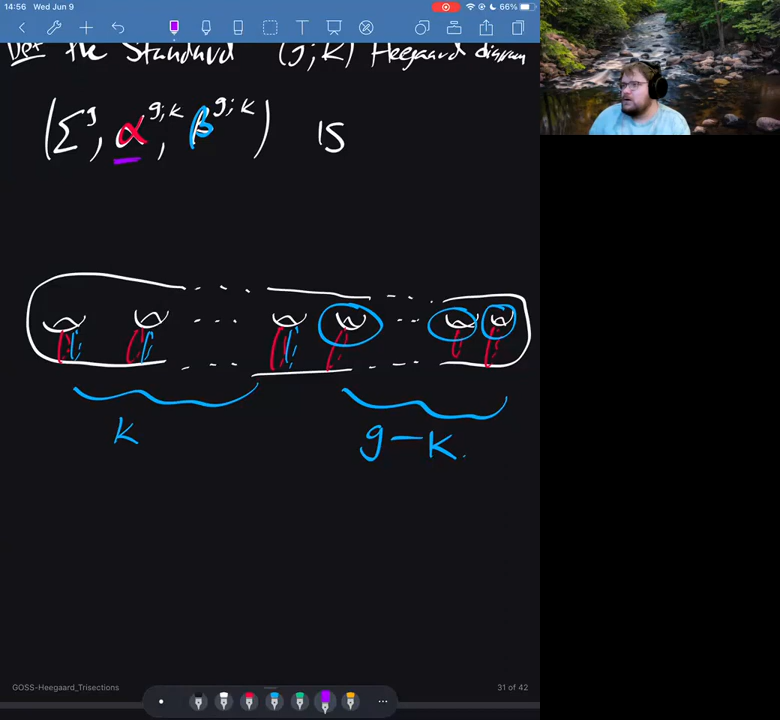 14:56 Wed Jun 9
66%
Def the Standard (g; k) Heegaard diagram
(Σ^g, α^{g;k}, β^{g;k}) is
k
g-k.
GOSS-Heegaard_Trisections
31 of 42